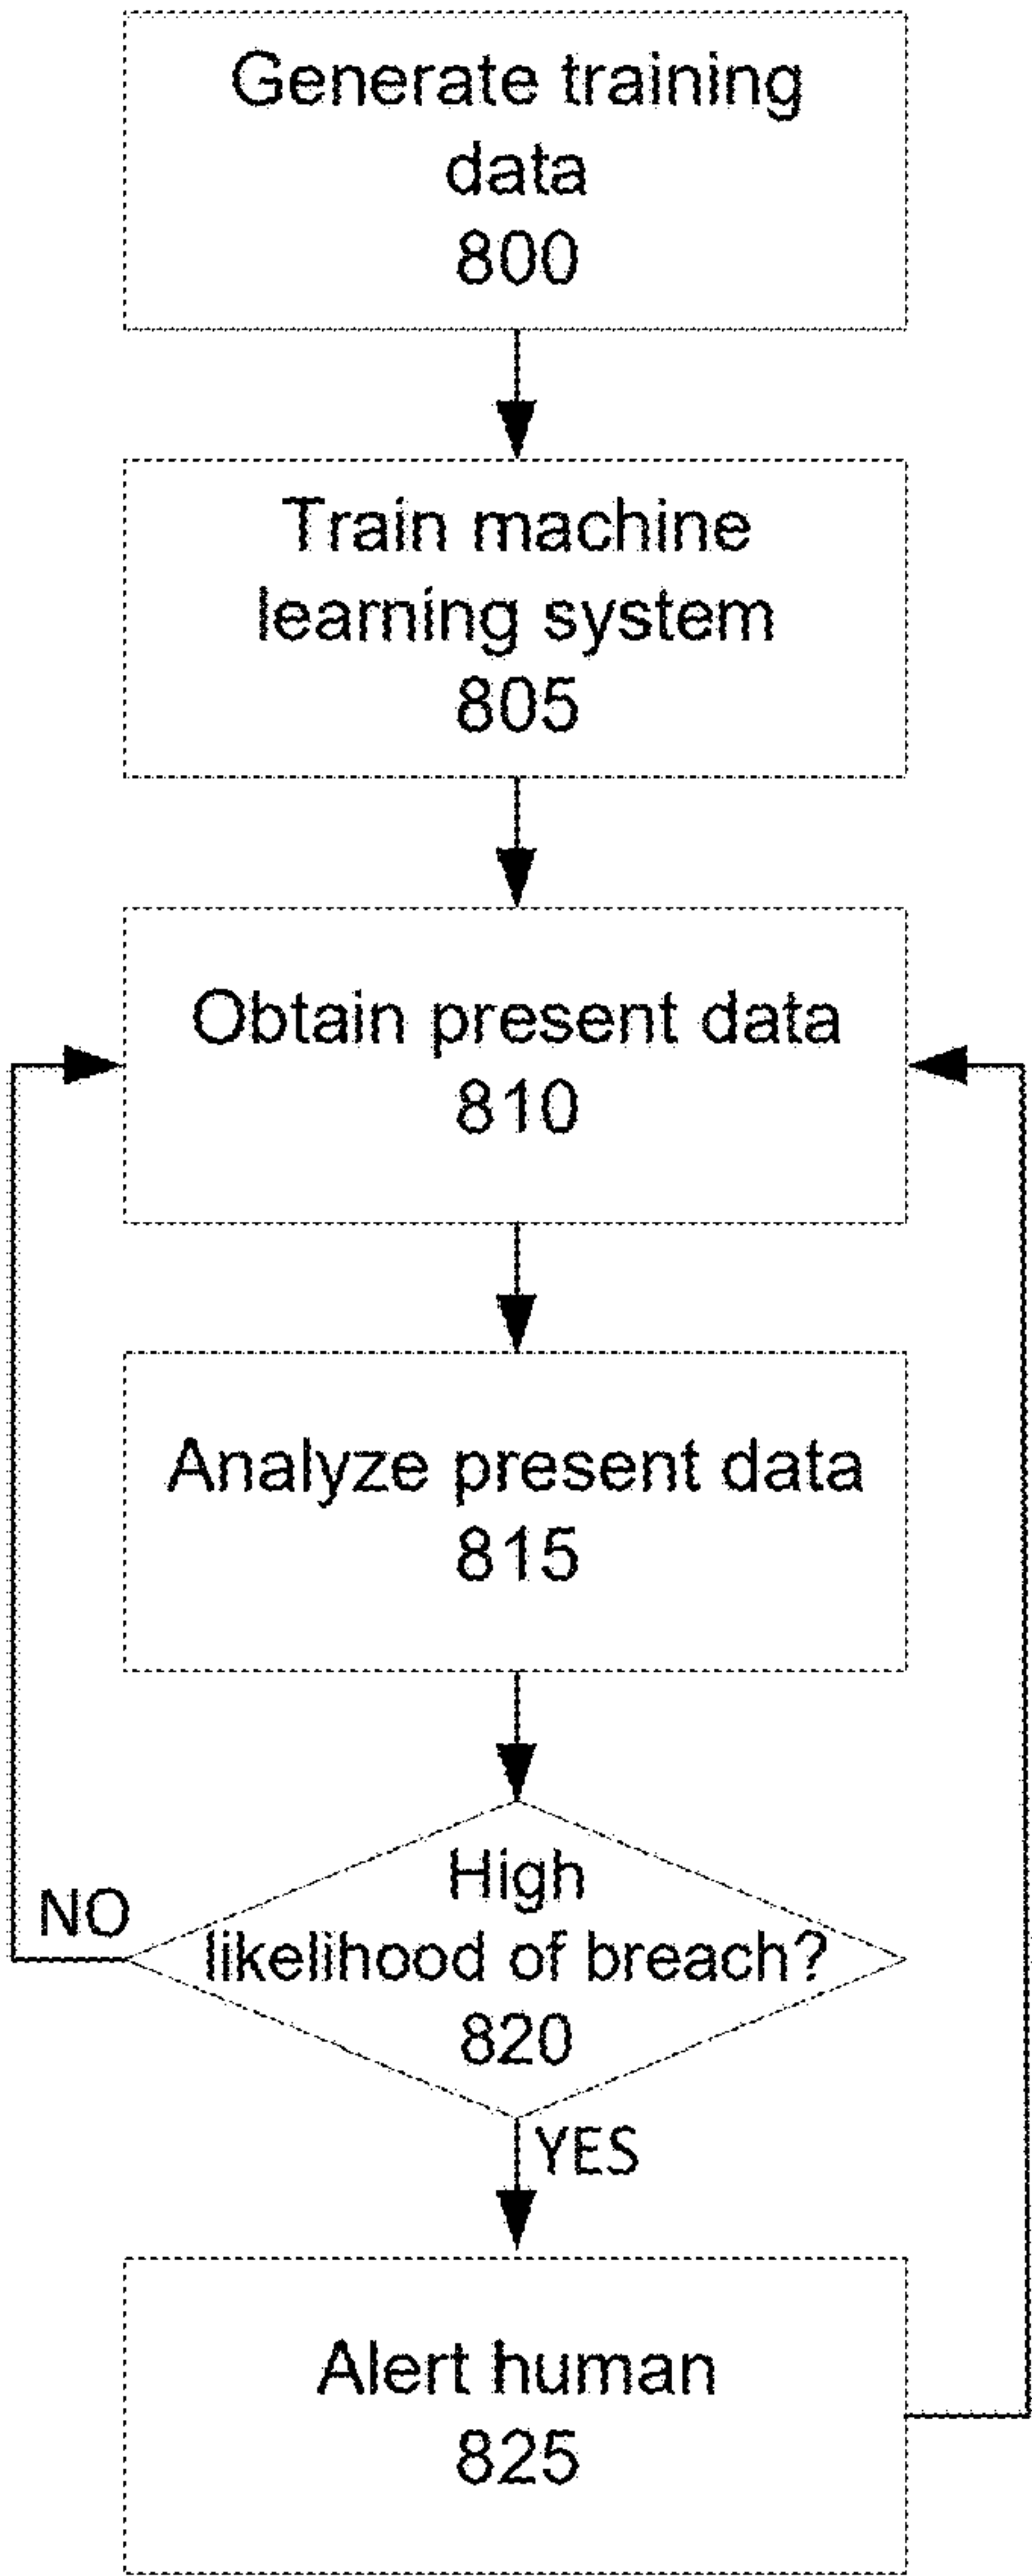 Generate training
data
800
Train machine
learning system
805
Obtain present data
810
Analyze present data
815
High
likelihood of breach?
820
NO
YES
Alert human
825